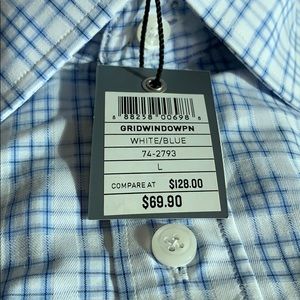 8 88258 00698 8
GRIDWINDOWPN
WHITE/BLUE
74-2793
L
COMPARE AT $128.00
$69.90